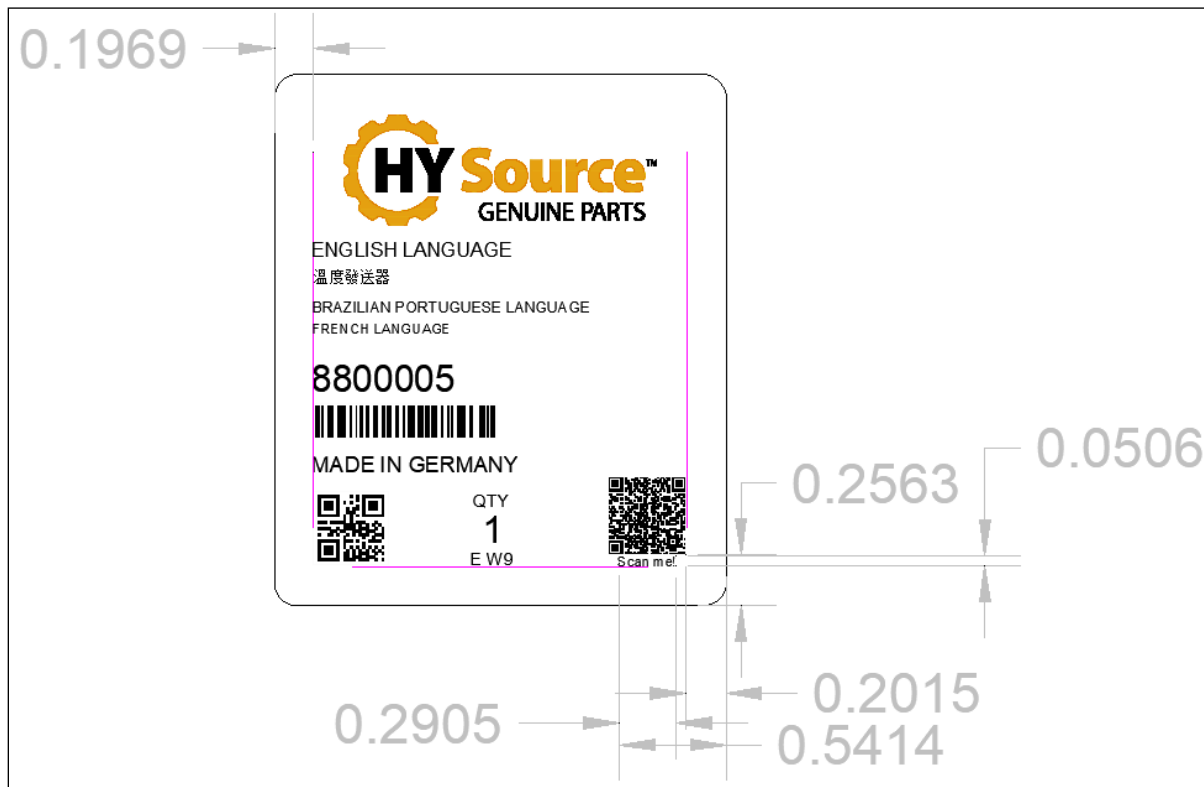 0.1969
HY Source™
GENUINE PARTS
ENGLISH LANGUAGE
溫度發送器
BRAZILIAN PORTUGUESE LANGUAGE
FRENCH LANGUAGE
8800005
MADE IN GERMANY
QTY
1
E W9
Scan me!
0.0506
0.2563
0.2015
0.2905
0.5414